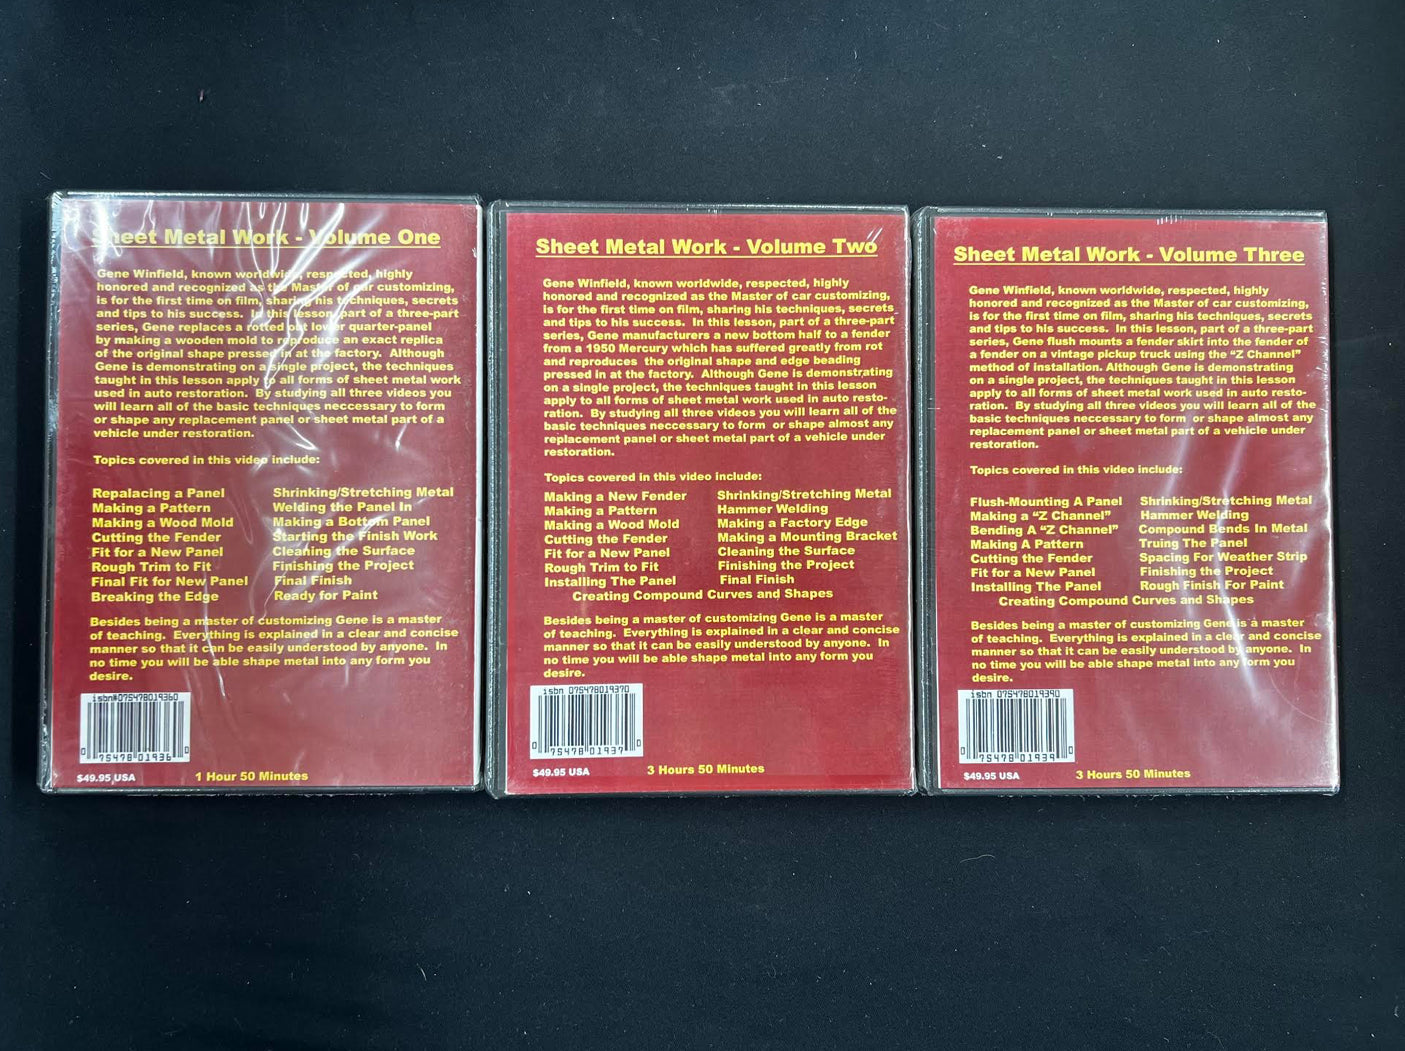 Sheet Metal Work - Volume One
Gene Winfield, known worldwide, respected, highly
honored and recognized as the Master of car customizing,
is for the first time on film, sharing his techniques, secrets
and tips to his success.  In this lesson, part of a three-part
series, Gene replaces a rotted out lower quarter-panel
by making a wooden mold to reproduce an exact replica
of the original shape pressed in at the factory.  Although
Gene is demonstrating on a single project, the techniques
taught in this lesson apply to all forms of sheet metal work
used in auto restoration.  By studying all three videos you
will learn all of the basic techniques neccessary to form
or shape any replacement panel or sheet metal part of a
vehicle under restoration.
Topics covered in this video include:
Repalacing a Panel
Making a Pattern
Making a Wood Mold
Cutting the Fender
Fit for a New Panel
Rough Trim to Fit
Final Fit for New Panel
Breaking the Edge
Shrinking/Stretching Metal
Welding the Panel In
Making a Bottom Panel
Starting the Finish Work
Cleaning the Surface
Finishing the Project
Final Finish
Ready for Paint
Besides being a master of customizing Gene is a master
of teaching.  Everything is explained in a clear and concise
manner so that it can be easily understood by anyone.  In
no time you will be able shape metal into any form you
desire.
isbn#075478019360
0 75478 01936 0
$49.95 USA
1 Hour 50 Minutes
Sheet Metal Work - Volume Two
Gene Winfield, known worldwide, respected, highly
honored and recognized as the Master of car customizing,
is for the first time on film, sharing his techniques, secrets
and tips to his success.  In this lesson, part of a three-part
series, Gene manufacturers a new bottom half to a fender
from a 1950 Mercury which has suffered greatly from rot
and reproduces  the original shape and edge beading
pressed in at the factory.  Although Gene is demonstrating
on a single project, the techniques taught in this lesson
apply to all forms of sheet metal work used in auto resto-
ration.  By studying all three videos you will learn all of the
basic techniques neccessary to form  or shape almost any
replacement panel or sheet metal part of a vehicle under
restoration.
Topics covered in this video include:
Making a New Fender
Making a Pattern
Making a Wood Mold
Cutting the Fender
Fit for a New Panel
Rough Trim to Fit
Installing The Panel
Shrinking/Stretching Metal
Hammer Welding
Making a Factory Edge
Making a Mounting Bracket
Cleaning the Surface
Finishing the Project
Final Finish
Creating Compound Curves and Shapes
Besides being a master of customizing Gene is a master
of teaching.  Everything is explained in a clear and concise
manner so that it can be easily understood by anyone.  In
no time you will be able shape metal into any form you
desire.
isbn 075478019370
0 75478 01937 0
$49.95 USA
3 Hours 50 Minutes
Sheet Metal Work - Volume Three
Gene Winfield, known worldwide, respected, highly
honored and recognized as the Master of car customizing,
is for the first time on film, sharing his techniques, secrets
and tips to his success.  In this lesson, part of a three-part
series, Gene flush mounts a fender skirt into the fender of
a fender on a vintage pickup truck using the “Z Channel”
method of installation. Although Gene is demonstrating
on a single project, the techniques taught in this lesson
apply to all forms of sheet metal work used in auto resto-
ration.  By studying all three videos you will learn all of the
basic techniques neccessary to form  or shape almost any
replacement panel or sheet metal part of a vehicle under
restoration.
Topics covered in this video include:
Flush-Mounting A Panel
Making a “Z Channel”
Bending A “Z Channel”
Making A Pattern
Cutting the Fender
Fit for a New Panel
Installing The Panel
Shrinking/Stretching Metal
Hammer Welding
Compound Bends In Metal
Truing The Panel
Spacing For Weather Strip
Finishing the Project
Rough Finish For Paint
Creating Compound Curves and Shapes
Besides being a master of customizing Gene is a master
of teaching.  Everything is explained in a clear and concise
manner so that it can be easily understood by anyone.  In
no time you will be able shape metal into any form you
desire.
isbn 075478019390
0 75478 01939 0
$49.95 USA
3 Hours 50 Minutes